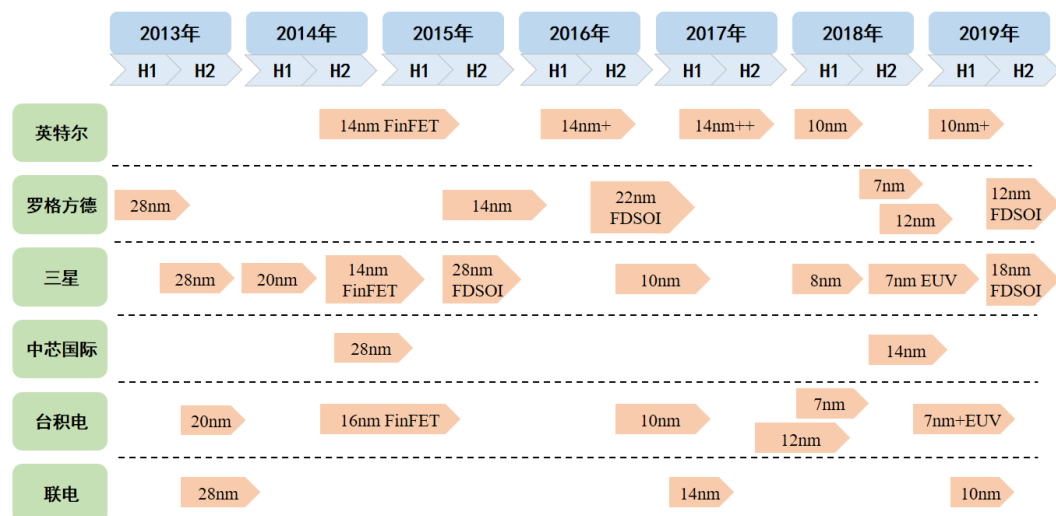 2013年 2014年 2015年 2016年 2017年 2018年 2019年
H1 H2 H1 H2 H1 H2 H1 H2 H1 H2 H1 H2 H1 H2
英特尔 14nm FinFET 14nm+ 14nm++ 10nm 10nm+
罗格方德 28nm 14nm 22nm FDSOI 7nm 12nm 12nm FDSOI
三星 28nm 20nm 14nm FinFET 28nm FDSOI 10nm 8nm 7nm EUV 18nm FDSOI
中芯国际 28nm 14nm
台积电 20nm 16nm FinFET 10nm 12nm 7nm 7nm+EUV
联电 28nm 14nm 10nm